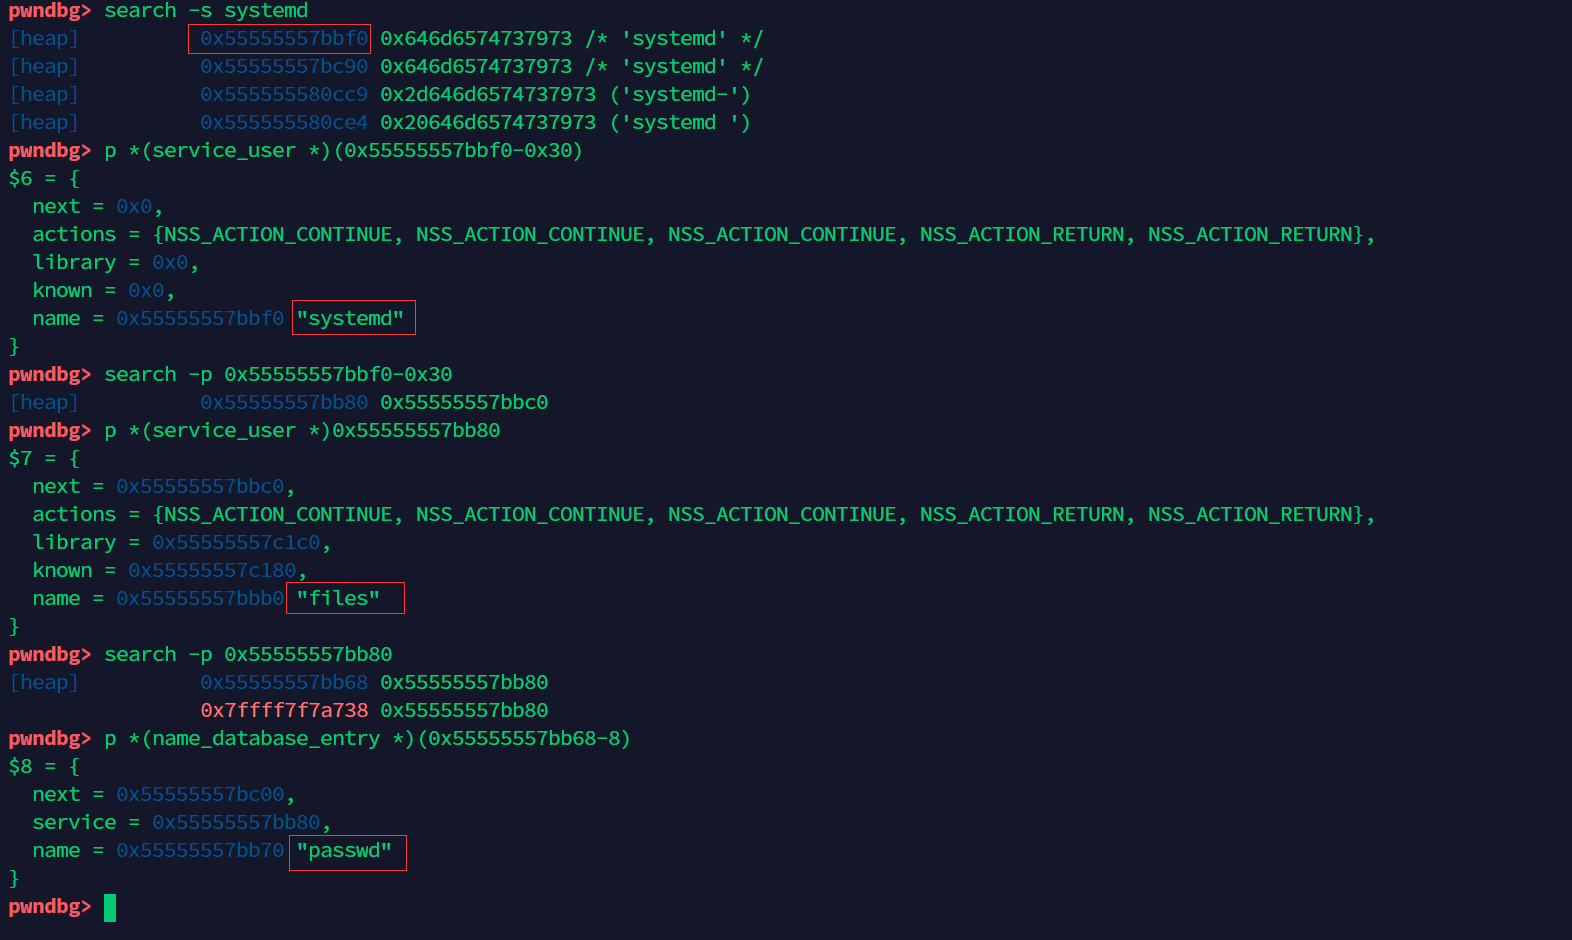 pwndbg> search -s systemd
[heap] 0x55555557bbf0 0x646d6574737973 /* 'systemd' */
[heap] 0x55555557bc90 0x646d6574737973 /* 'systemd' */
[heap] 0x555555580cc9 0x2d646d6574737973 ('systemd-')
[heap] 0x555555580ce4 0x20646d6574737973 ('systemd ')
pwndbg> p *(service_user *)(0x55555557bbf0-0x30)
$6 = {
next = 0x0,
actions = {NSS_ACTION_CONTINUE, NSS_ACTION_CONTINUE, NSS_ACTION_CONTINUE, NSS_ACTION_RETURN, NSS_ACTION_RETURN},
library = 0x0,
known = 0x0,
name = 0x55555557bbf0 "systemd"
}
pwndbg> search -p 0x55555557bbf0-0x30
[heap] 0x55555557bb80 0x55555557bbc0
pwndbg> p *(service_user *)0x55555557bb80
$7 = {
next = 0x55555557bbc0,
actions = {NSS_ACTION_CONTINUE, NSS_ACTION_CONTINUE, NSS_ACTION_CONTINUE, NSS_ACTION_RETURN, NSS_ACTION_RETURN},
library = 0x55555557c1c0,
known = 0x55555557c180,
name = 0x55555557bbb0 "files"
}
pwndbg> search -p 0x55555557bb80
[heap] 0x55555557bb68 0x55555557bb80
0x7ffff7f7a738 0x55555557bb80
pwndbg> p *(name_database_entry *)(0x55555557bb68-8)
$8 = {
next = 0x55555557bc00,
service = 0x55555557bb80,
name = 0x55555557bb70 "passwd"
}
pwndbg>